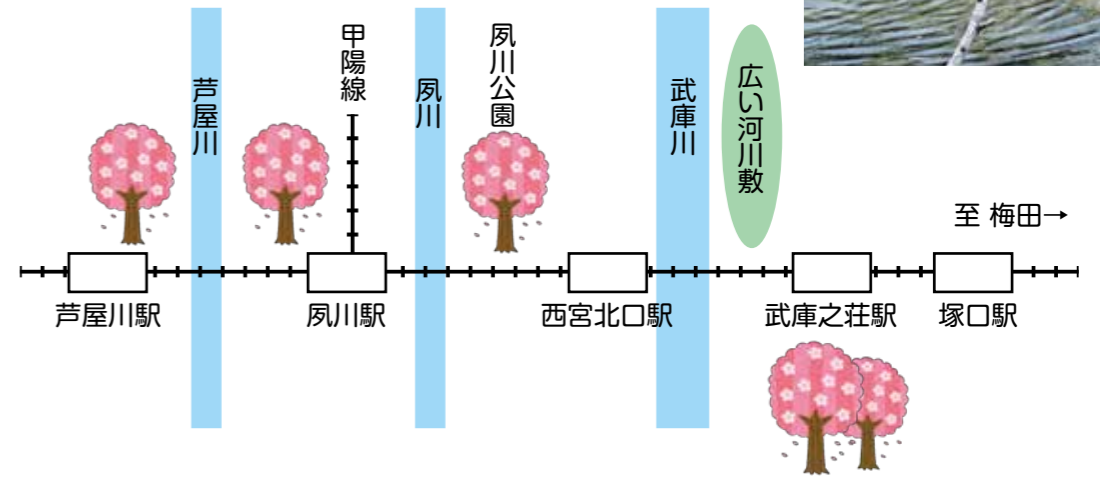 芦屋川
甲陽線
夙川
夙川公園
武庫川
広い河川敷
至 梅田→
芦屋川駅
夙川駅
西宮北口駅
武庫之荘駅
塚口駅